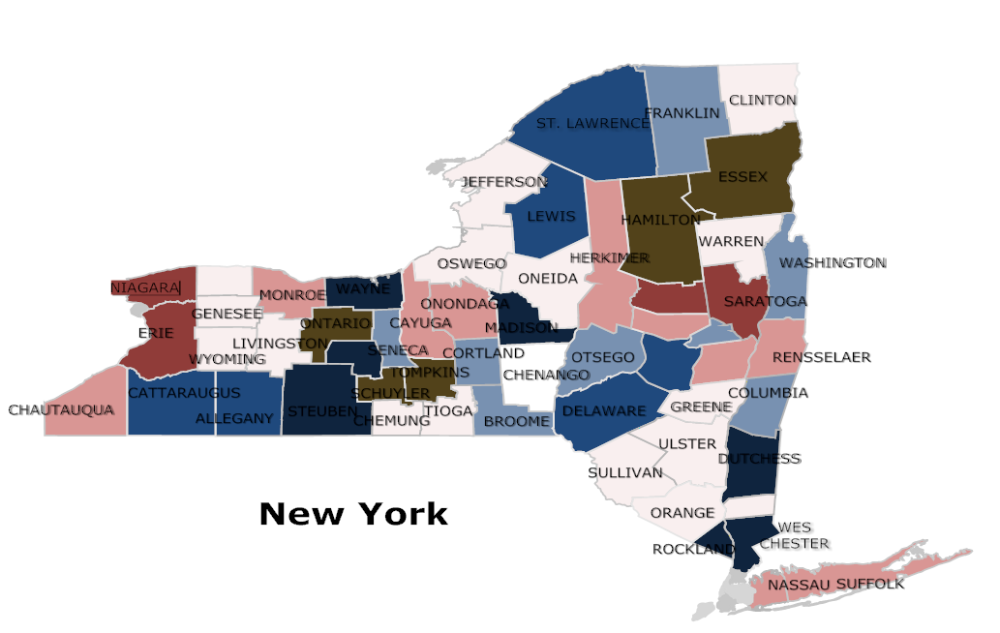 CLINTON
FRANKLIN
ST. LAWRENCE
ESSEX
JEFFERSON
LEWIS
HAMILTON
WARREN
HERKIMER
OSWEGO
WASHINGTON
ONEIDA
NIAGARA
MONROE
WAYNE
ONONDAGA
SARATOGA
GENESEE
ONTARIO
CAYUGA
MADISON
ERIE
LIVINGSTON
SENECA
CORTLAND
WYOMING
OTSEGO
RENSSELAER
TOMPKINS
CHENANGO
CATTARAUGUS
SCHUYLER
COLUMBIA
CHAUTAUQUA
ALLEGANY
STEUBEN
CHEMUNG
TIOGA
BROOME
DELAWARE
GREENE
ULSTER
DUTCHESS
SULLIVAN
New York
ORANGE
WES
CHESTER
ROCKLAND
NASSAU SUFFOLK